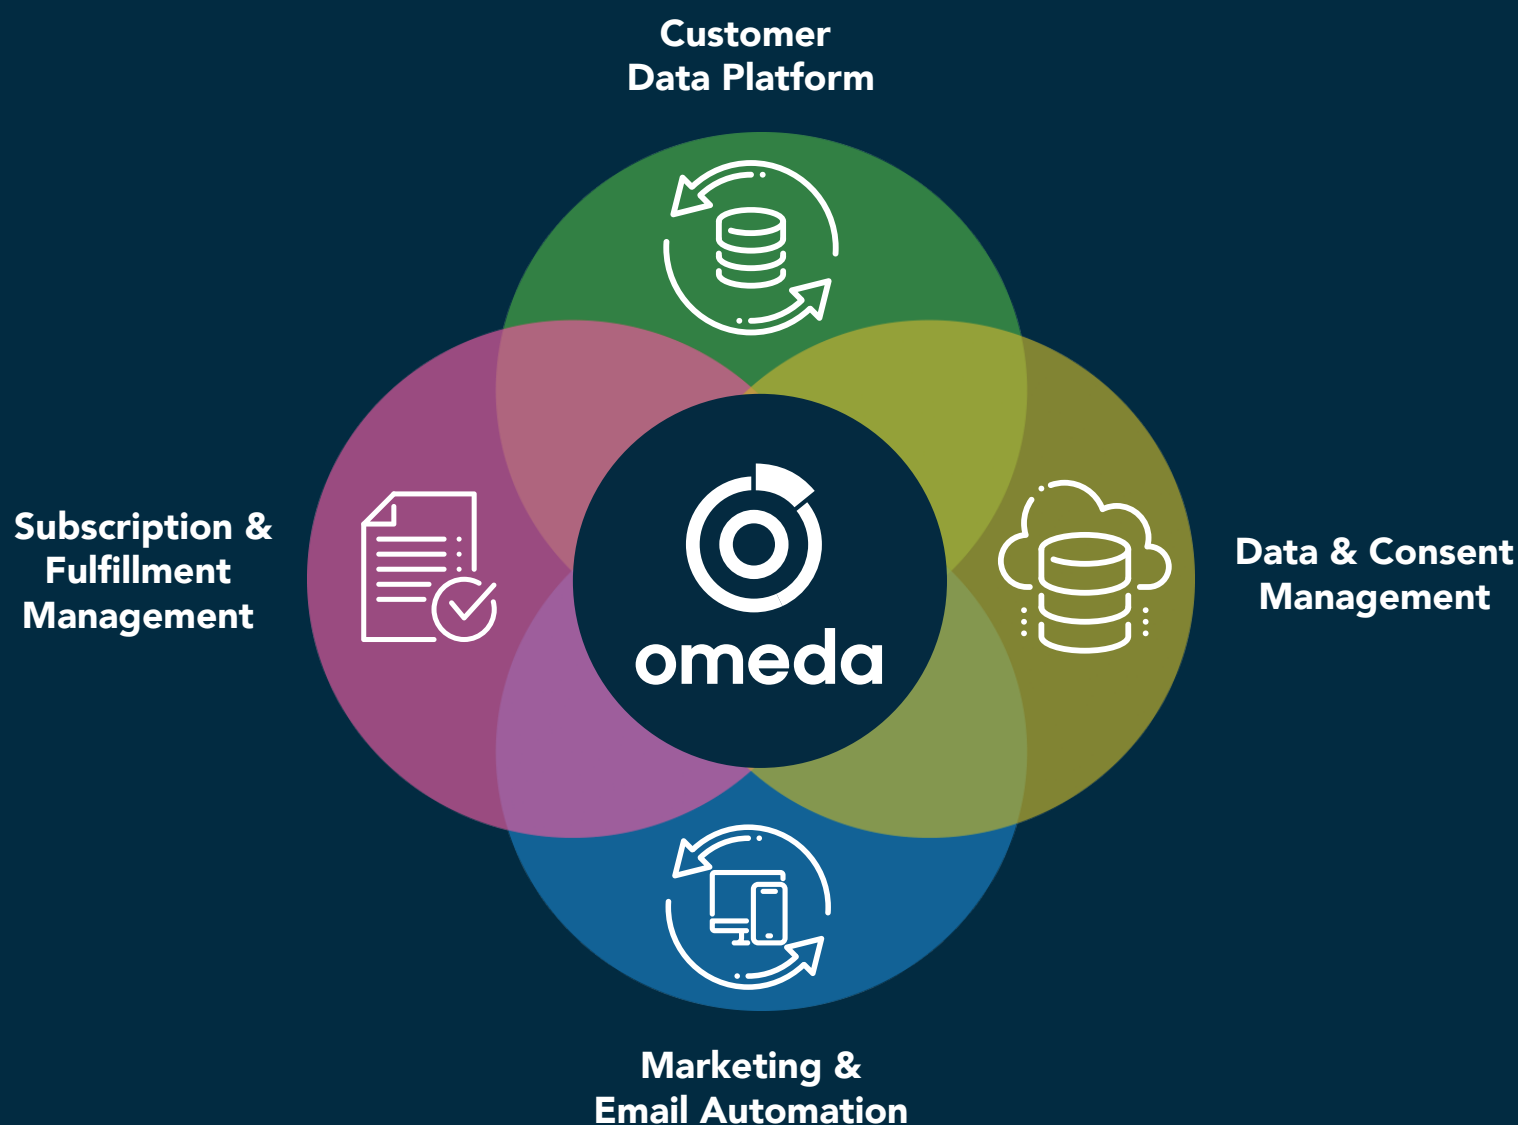 Customer
Data Platform
Subscription &
Fulfillment
Management
omeda
Data & Consent
Management
Marketing &
Email Automation